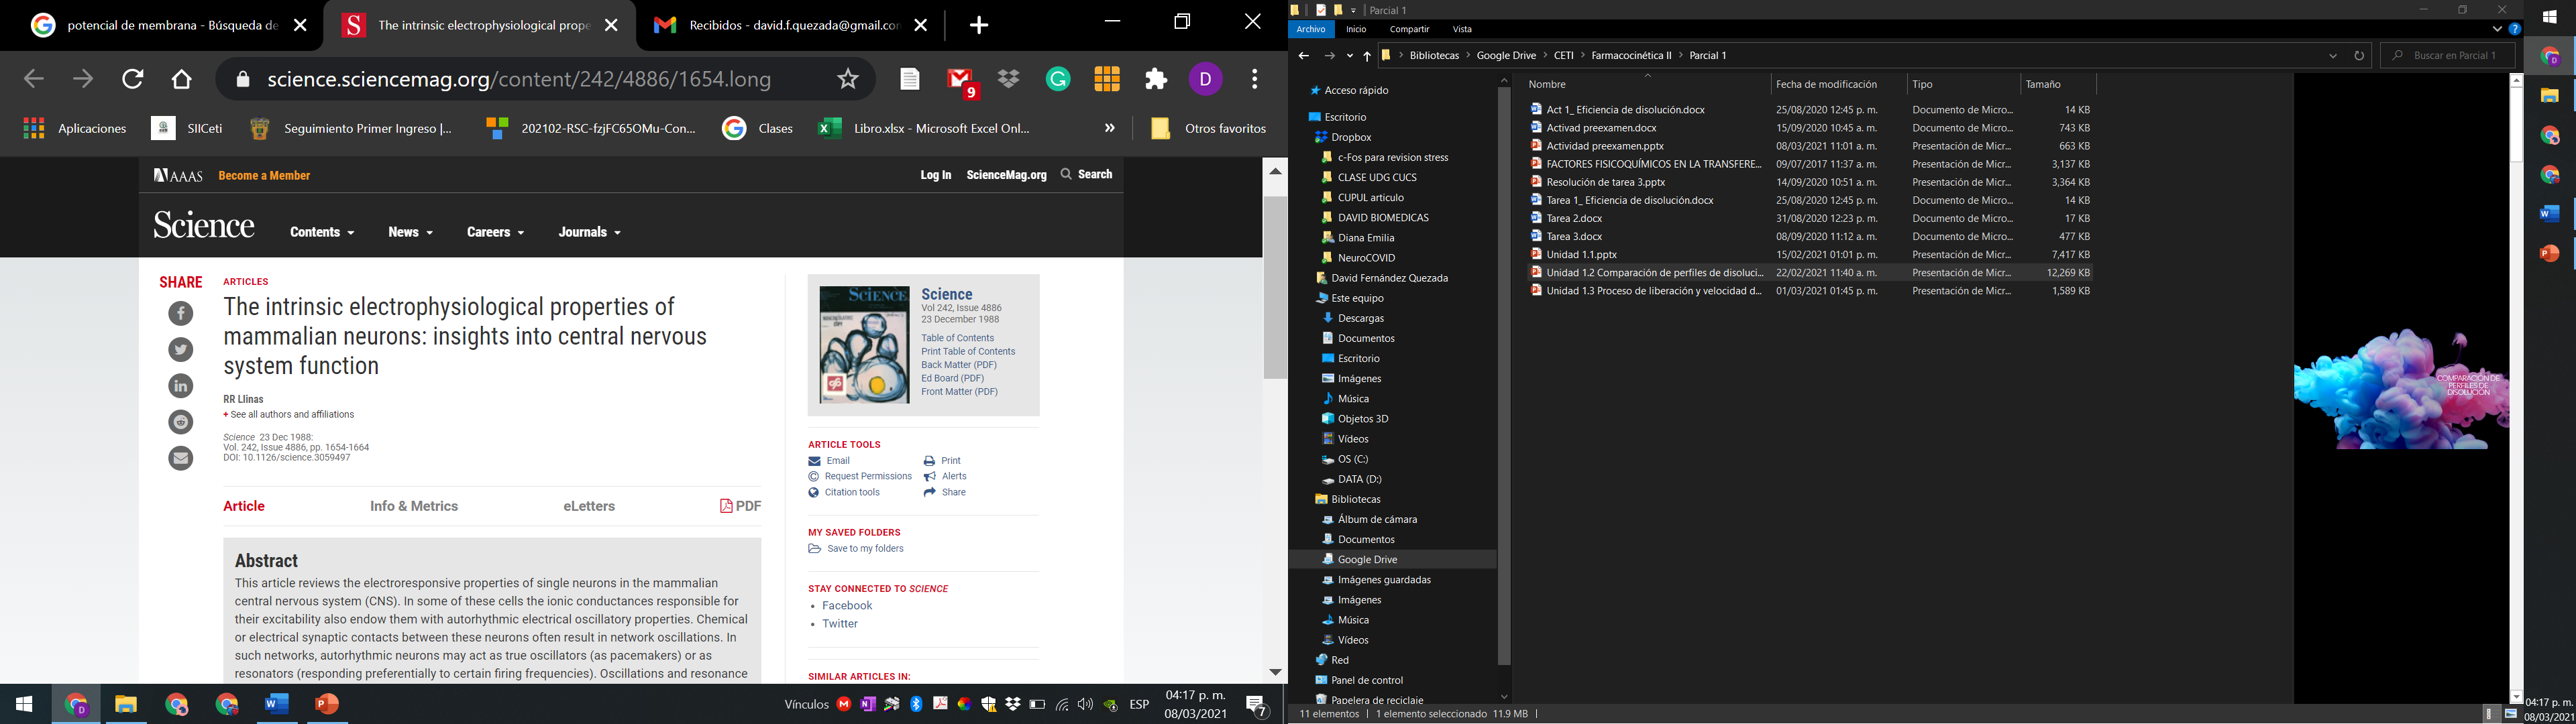 potencial de membrana - Búsqueda de
The intrinsic electrophysiological prope
Recibidos - david.f.quezada@gmail.con
science.sciencemag.org/content/242/4886/1654.long
9
D
Aplicaciones
SIICeti
Seguimiento Primer Ingreso |...
202102-RSC-fzjFC65OMu-Con...
Clases
Libro.xlsx - Microsoft Excel Onl...
»
Otros favoritos
AAAS
Become a Member
Log In
ScienceMag.org
Search
Science
Contents
News
Careers
Journals
SHARE
ARTICLES
The intrinsic electrophysiological properties of
mammalian neurons: insights into central nervous
system function
RR Llinas
+ See all authors and affiliations
Science 23 Dec 1988:
Vol. 242, Issue 4886, pp. 1654-1664
DOI: 10.1126/science.3059497
Article
Info & Metrics
eLetters
PDF
Abstract
This article reviews the electroresponsive properties of single neurons in the mammalian
central nervous system (CNS). In some of these cells the ionic conductances responsible for
their excitability also endow them with autorhythmic electrical oscillatory properties. Chemical
or electrical synaptic contacts between these neurons often result in network oscillations. In
such networks, autorhythmic neurons may act as true oscillators (as pacemakers) or as
resonators (responding preferentially to certain firing frequencies). Oscillations and resonance
SCIENCE
Science
Vol 242, Issue 4886
23 December 1988
Table of Contents
Print Table of Contents
Back Matter (PDF)
Ed Board (PDF)
Front Matter (PDF)
ARTICLE TOOLS
Email
Print
Request Permissions
Alerts
Citation tools
Share
MY SAVED FOLDERS
Save to my folders
STAY CONNECTED TO SCIENCE
• Facebook
• Twitter
SIMILAR ARTICLES IN:
Vínculos
ESP
04:17 p. m.
08/03/2021
7
Parcial 1
Archivo
Inicio
Compartir
Vista
Bibliotecas > Google Drive > CETI > Farmacocinética II > Parcial 1
Buscar en Parcial 1
Acceso rápido
Escritorio
Dropbox
c-Fos para revision stress
CLASE UDG CUCS
CUPUL articulo
DAVID BIOMEDICAS
Diana Emilia
NeuroCOVID
David Fernández Quezada
Este equipo
Descargas
Documentos
Escritorio
Imágenes
Música
Objetos 3D
Vídeos
OS (C:)
DATA (D:)
Bibliotecas
Álbum de cámara
Documentos
Google Drive
Imágenes guardadas
Imágenes
Música
Vídeos
Red
Panel de control
Papelera de reciclaje
Nombre
Fecha de modificación
Tipo
Tamaño
Act 1_ Eficiencia de disolución.docx 25/08/2020 12:45 p. m. Documento de Micro... 14 KB
Activad preexamen.docx 15/09/2020 10:45 a. m. Documento de Micro... 743 KB
Actividad preexamen.pptx 08/03/2021 11:01 a. m. Presentación de Micr... 663 KB
FACTORES FISICOQUÍMICOS EN LA TRANSFERE... 09/07/2017 11:37 a. m. Presentación de Micr... 3,137 KB
Resolución de tarea 3.pptx 14/09/2020 10:51 a. m. Presentación de Micr... 3,364 KB
Tarea 1_ Eficiencia de disolución.docx 25/08/2020 12:45 p. m. Documento de Micro... 14 KB
Tarea 2.docx 31/08/2020 12:23 p. m. Documento de Micro... 17 KB
Tarea 3.docx 08/09/2020 11:12 a. m. Documento de Micro... 477 KB
Unidad 1.1.pptx 15/02/2021 01:01 p. m. Presentación de Micr... 7,417 KB
Unidad 1.2 Comparación de perfiles de disoluci... 22/02/2021 11:40 a. m. Presentación de Micr... 12,269 KB
Unidad 1.3 Proceso de liberación y velocidad d... 01/03/2021 01:45 p. m. Presentación de Micr... 1,589 KB
COMPARACIÓN DE
PERFILES DE
DISOLUCIÓN
11 elementos
1 elemento seleccionado 11.9 MB
04:17 p. m.
08/03/2021